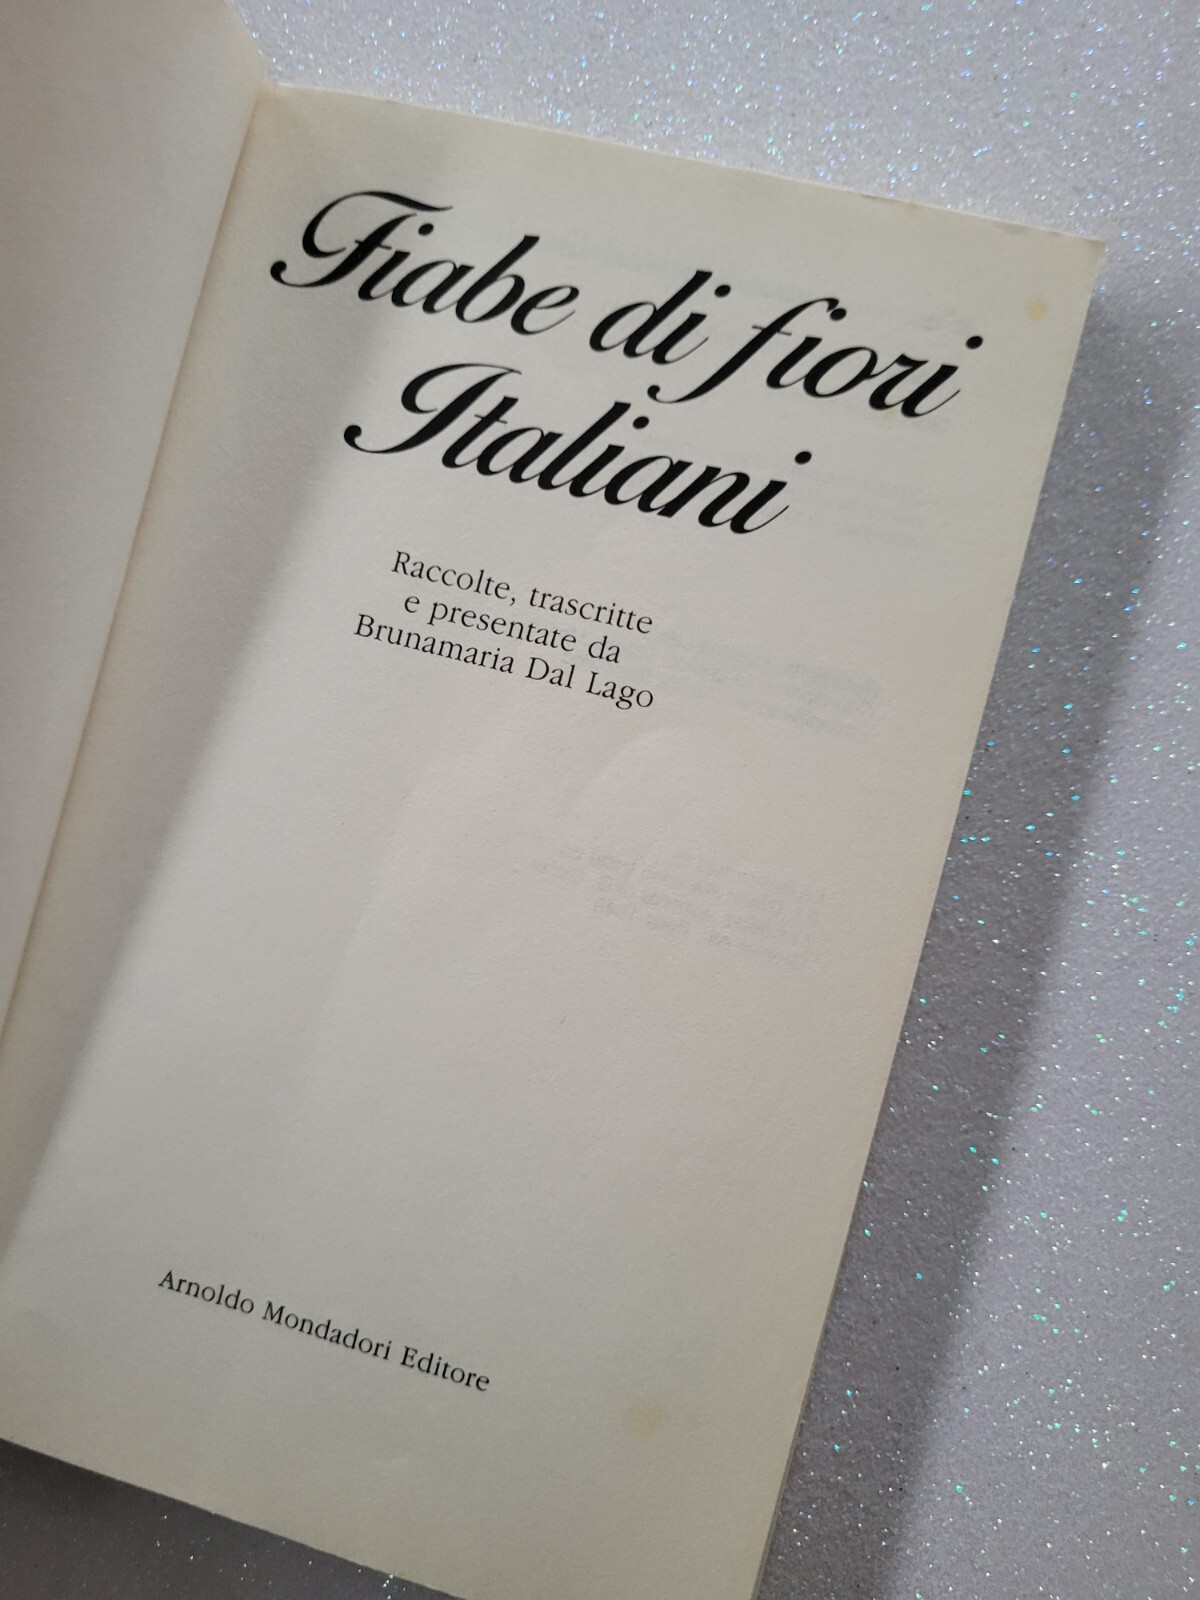 Fiabe di fiori
Italiani
Raccolte, trascritte
e presentate da
Brunamaria Dal Lago
Arnoldo Mondadori Editore